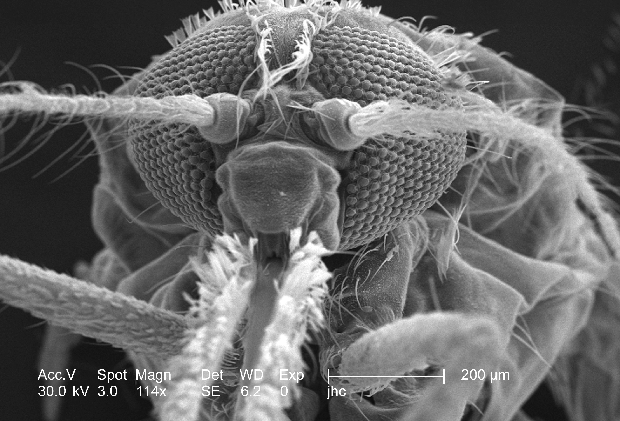 Acc.V Spot Magn Det WD Exp 200 µm
30.0 kV 3.0 114x SE 6.2 0 jhc